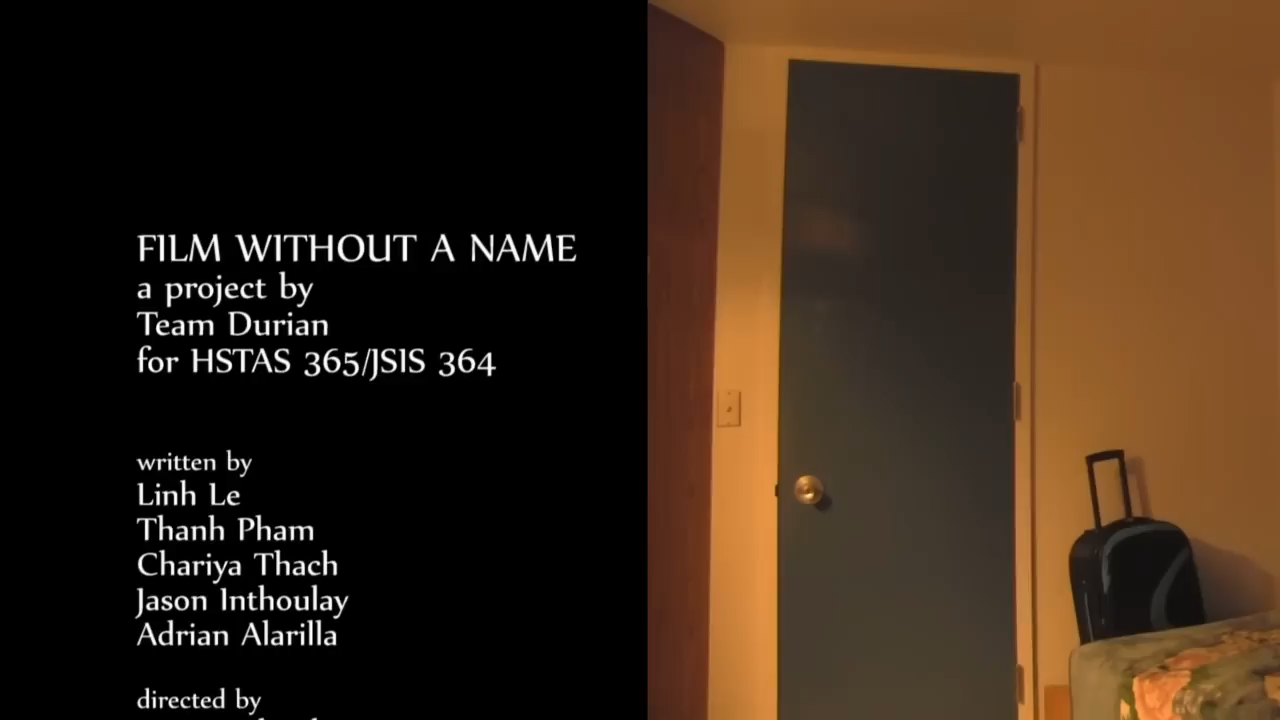 FILM WITHOUT A NAME
a project by
Team Durian
for HSTAS 365/JSIS 364
written by
Linh Le
Thanh Pham
Chariya Thach
Jason Inthoulay
Adrian Alarilla
directed by